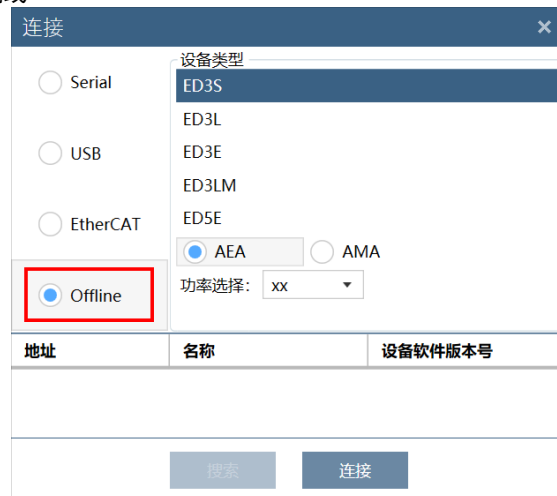 连接
设备类型
Serial
ED3S
ED3L
USB
ED3E
ED3LM
EtherCAT
ED5E
AEA AMA
Offline
功率选择： xx
地址 名称 设备软件版本号
搜索 连接